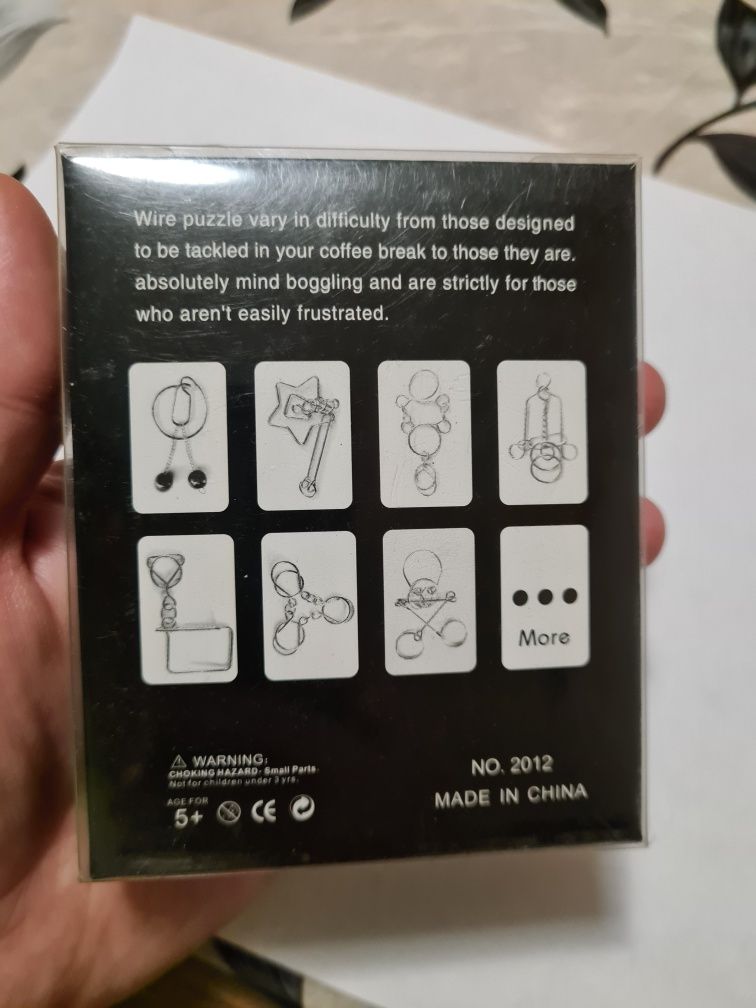 Wire puzzle vary in difficulty from those designed
to be tackled in your coffee break to those they are.
absolutely mind boggling and are strictly for those
who aren't easily frustrated.
More
WARNING:
CHOKING HAZARD- Small Parts
Not for children under 3 yrs.
AGE FOR
5+ CE
NO. 2012
MADE IN CHINA